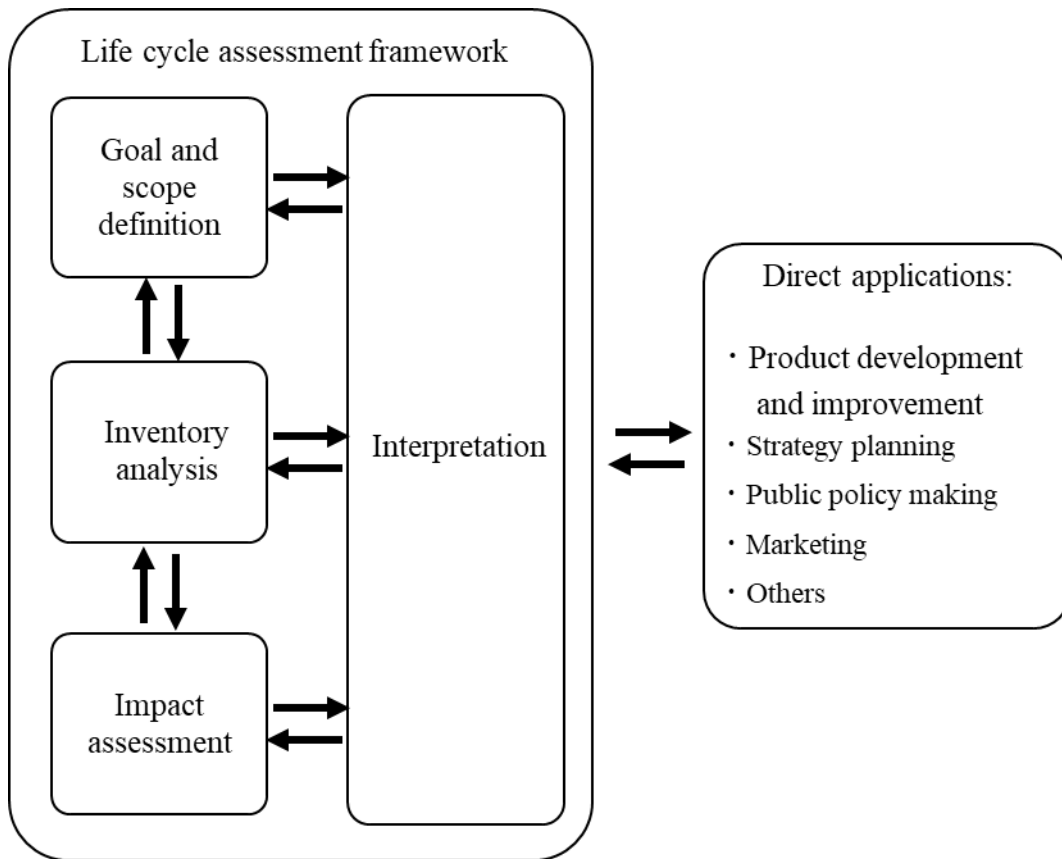 Life cycle assessment framework
Goal and
scope
definition
Inventory
analysis
Impact
assessment
Interpretation
Direct applications:
・Product development
and improvement
・Strategy planning
・Public policy making
・Marketing
・Others